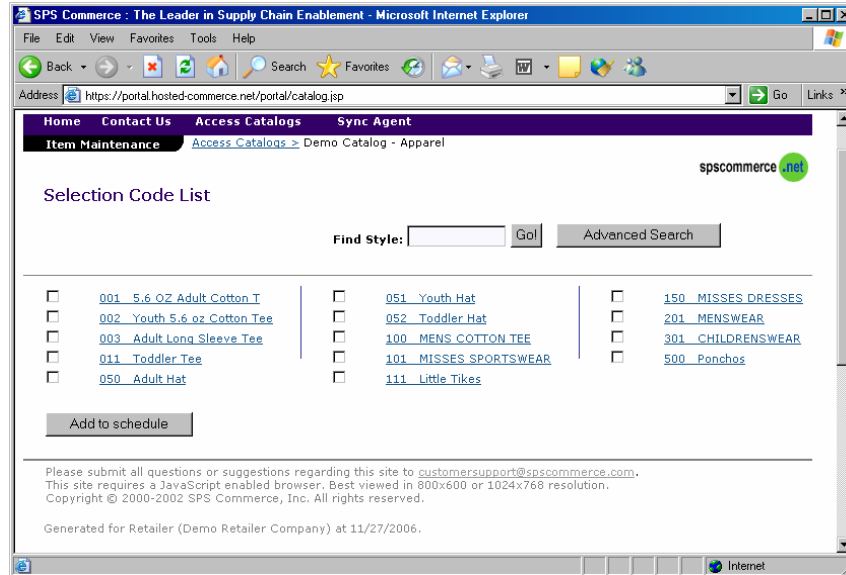 SPS Commerce : The Leader in Supply Chain Enablement - Microsoft Internet Explorer
File Edit View Favorites Tools Help
Back Search Favorites
Address https://portal.hosted-commerce.net/portal/catalog.jsp Go Links »
Home Contact Us Access Catalogs Sync Agent
Item Maintenance Access Catalogs > Demo Catalog - Apparel
spscommerce .net
Selection Code List
Find Style: Go! Advanced Search
001 5.6 OZ Adult Cotton T
002 Youth 5.6 oz Cotton Tee
003 Adult Long Sleeve Tee
011 Toddler Tee
050 Adult Hat
051 Youth Hat
052 Toddler Hat
100 MENS COTTON TEE
101 MISSES SPORTSWEAR
111 Little Tikes
150 MISSES DRESSES
201 MENSWEAR
301 CHILDRENSWEAR
500 Ponchos
Add to schedule
Please submit all questions or suggestions regarding this site to customersupport@spscommerce.com.
This site requires a JavaScript enabled browser. Best viewed in 800x600 or 1024x768 resolution.
Copyright © 2000-2002 SPS Commerce, Inc. All rights reserved.
Generated for Retailer (Demo Retailer Company) at 11/27/2006.
Internet